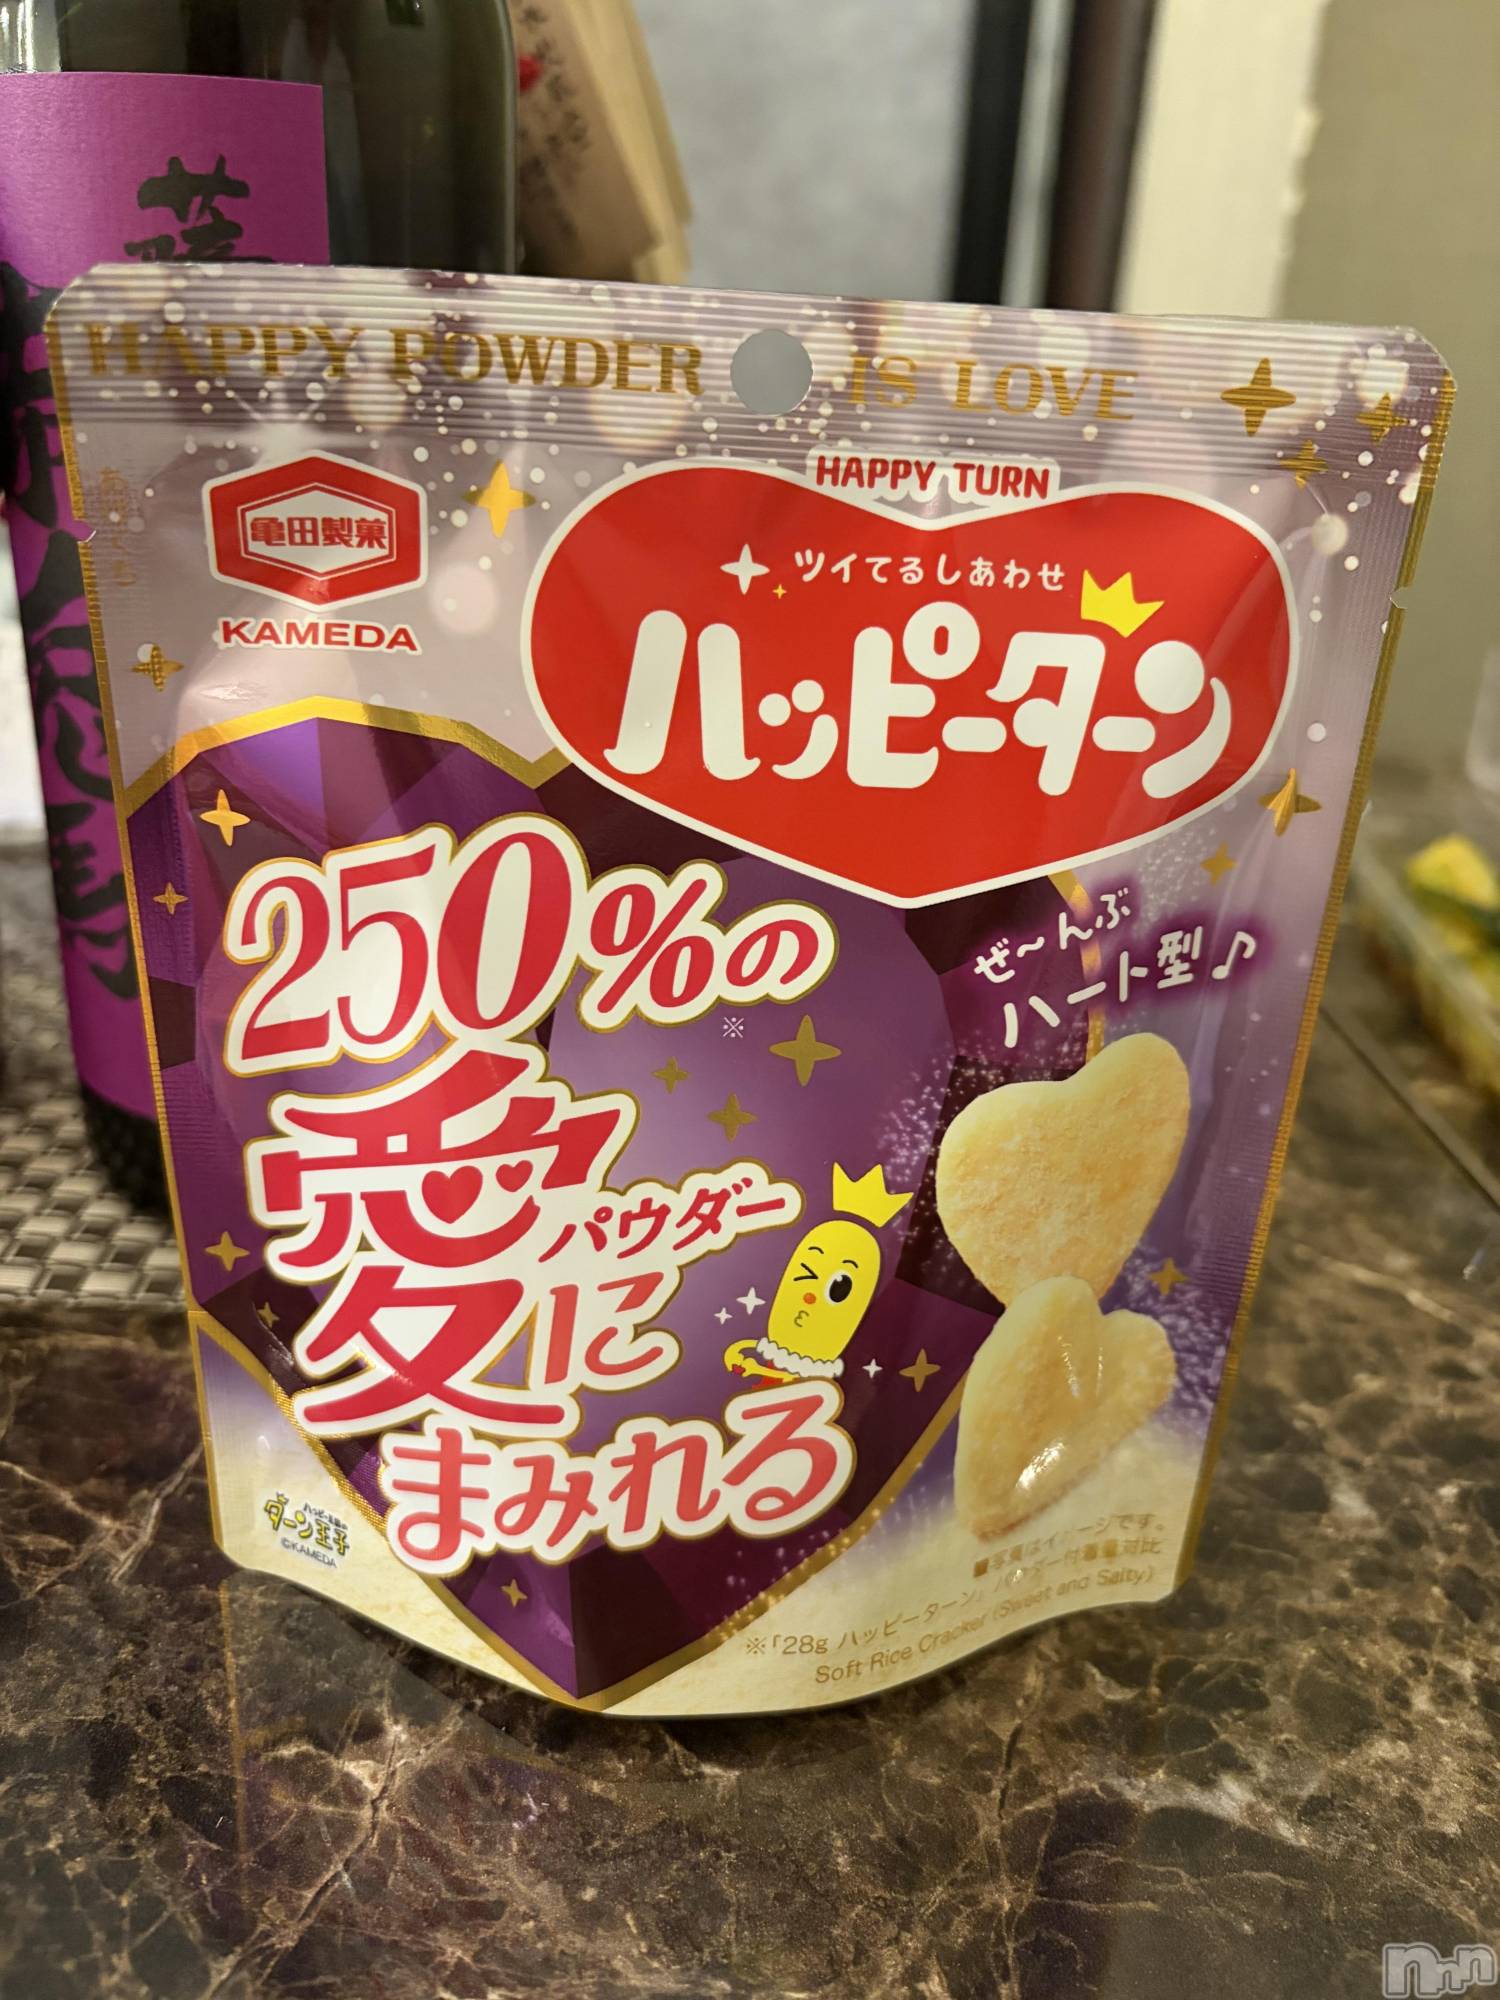 HAPPY POWDER IS LOVE
亀田製菓
KAMEDA
HAPPY TURN
ツイてるしあわせ
ハッピーターン
250%の
※
愛に
パウダー
まみれる
ぜ〜んぶ
ハート型♪
ターン王子
©KAMEDA
■写真はイメージです。
※「28g ハッピーターン」パウダー付着量対比
Soft Rice Cracker (Sweet and Salty)